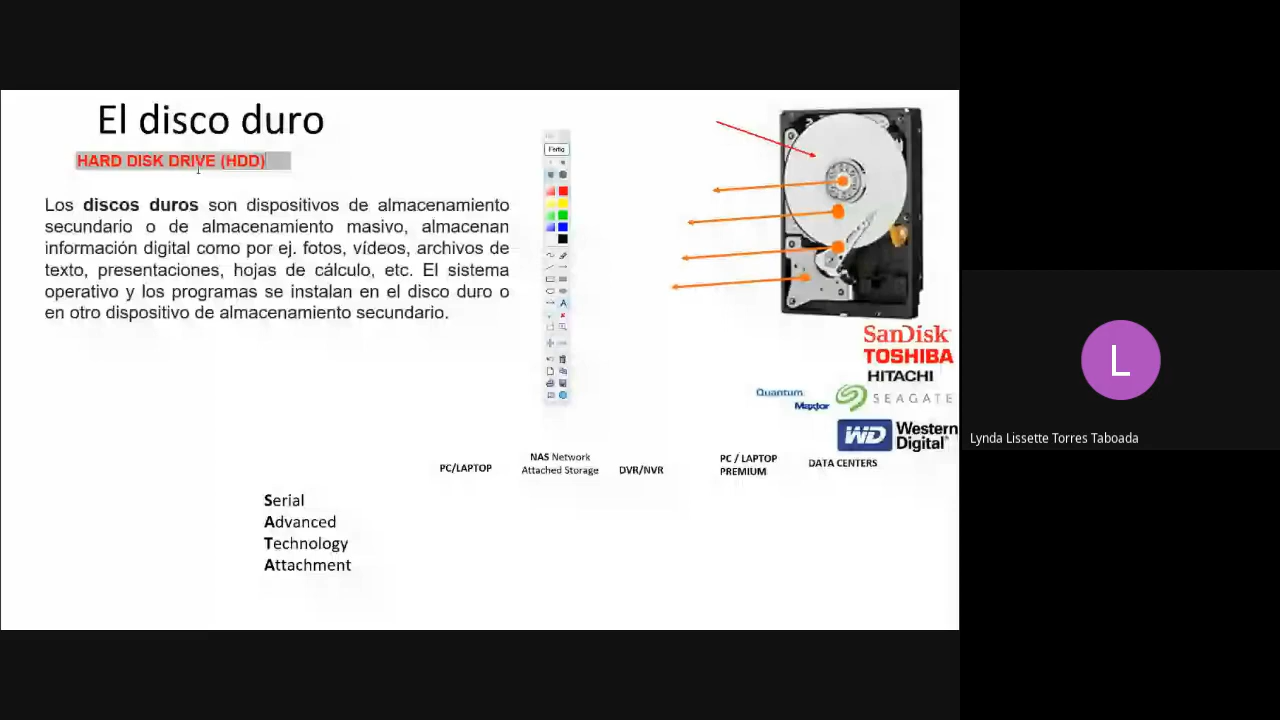 El disco duro
HARD DISK DRIVE (HDD)
Los discos duros son dispositivos de almacenamiento
secundario o de almacenamiento masivo, almacenan
información digital como por ej. fotos, vídeos, archivos de
texto, presentaciones, hojas de cálculo, etc. El sistema
operativo y los programas se instalan en el disco duro o
en otro dispositivo de almacenamiento secundario.
Fertig
A
SanDisk
TOSHIBA
HITACHI
Quantum
Maxtor
SEAGATE
WD Western
Digital
PC/LAPTOP
NAS Network
Attached Storage
DVR/NVR
PC / LAPTOP
PREMIUM
DATA CENTERS
Serial
Advanced
Technology
Attachment
L
Lynda Lissette Torres Taboada